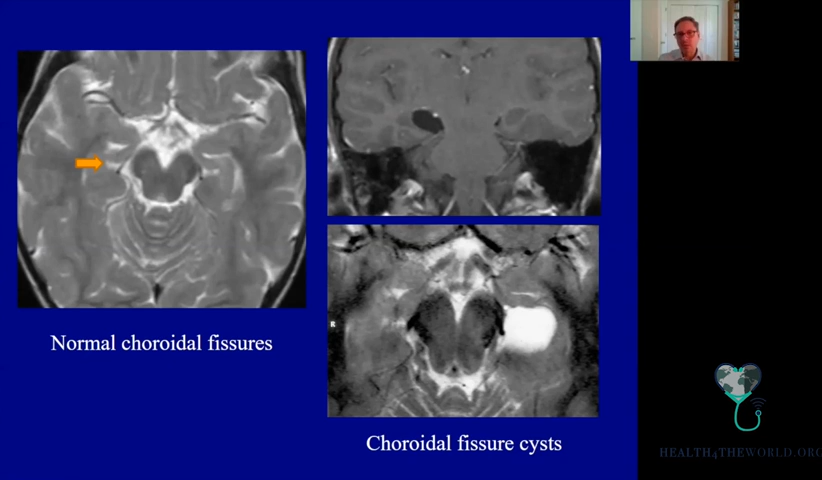 R
Normal choroidal fissures
Choroidal fissure cysts
HEALTH4THEWORLD.ORG